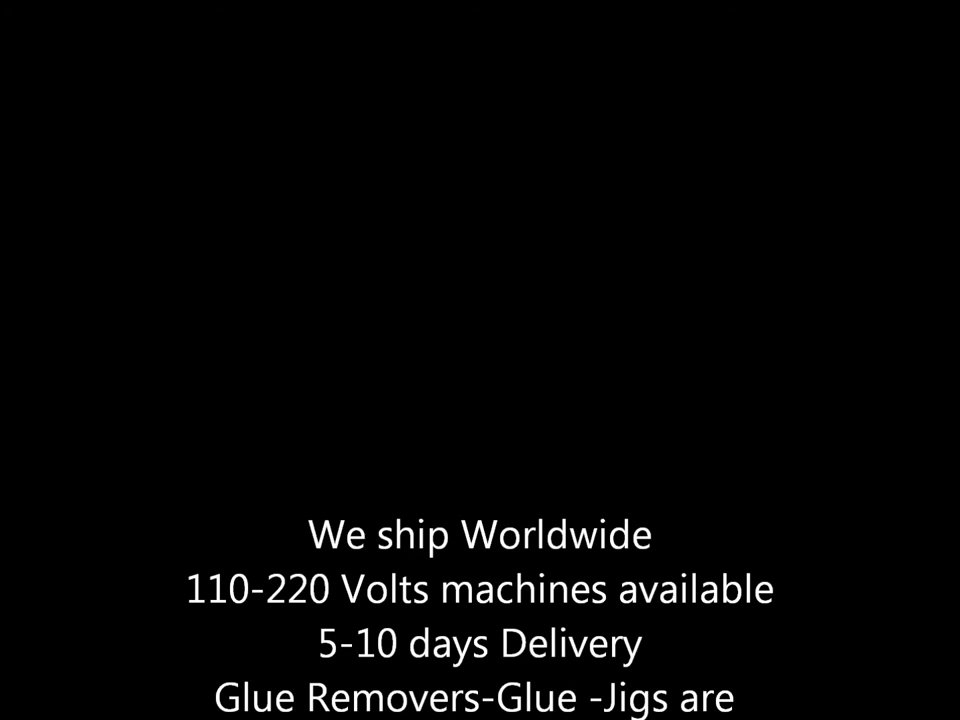 We ship Worldwide
110-220 Volts machines available
5-10 days Delivery
Glue Removers-Glue -Jigs are